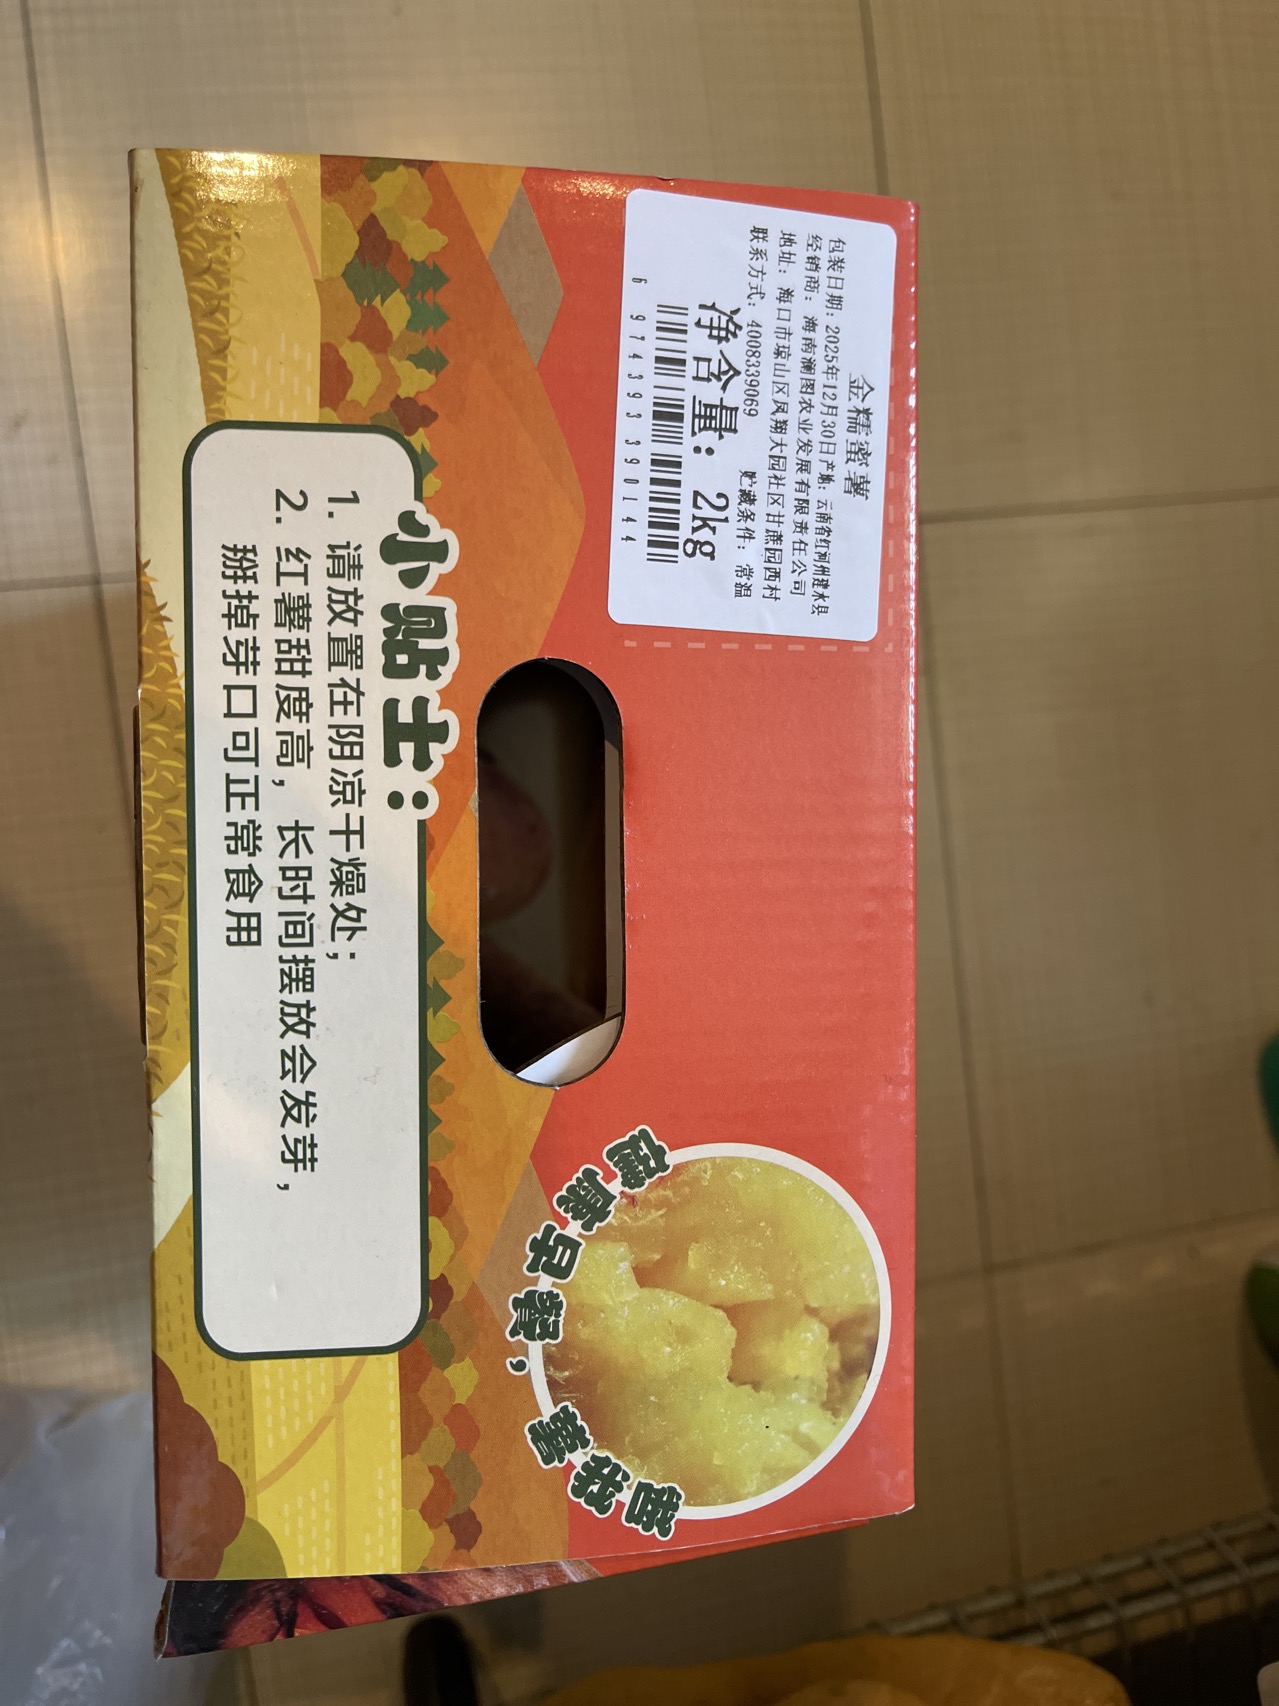 金糯蜜薯
包装日期：2025年12月30日产地：云南省红河州建水县
经销商：海南澜图农业发展有限责任公司
地址：海口市琼山区凤翔大园社区甘蔗园西村
联系方式：4008339069 贮藏条件：常温
净含量：2kg
6 974393 390144
健康早餐，
薯我甜
小贴士：
1. 请放置在阴凉干燥处；
2. 红薯甜度高，长时间摆放会发芽，
掰掉芽口可正常食用